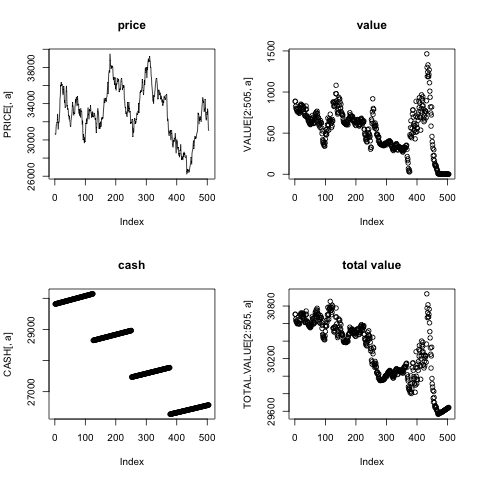 price
PRICE[, a]
26000 30000 34000 38000
0 100 200 300 400 500
Index
value
VALUE[2:505, a]
0 500 1000 1500
0 100 200 300 400 500
Index
cash
CASH[, a]
27000 29000
0 100 200 300 400 500
Index
total value
TOTAL.VALUE[2:505, a]
29600 30200 30800
0 100 200 300 400 500
Index